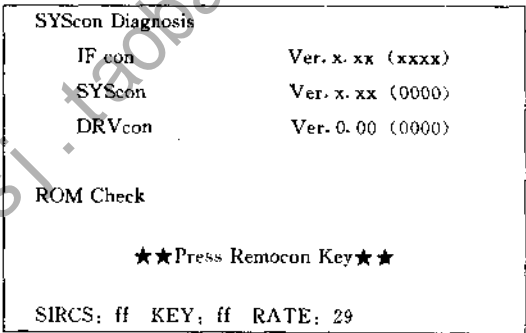 SYScon Diagnosis
IF con Ver. x. xx (xxxx)
SYScon Ver. x. xx (0000)
DRVcon Ver. 0. 00 (0000)
ROM Check
★★Press Remocon Key★★
SIRCS: ff KEY: ff RATE: 29